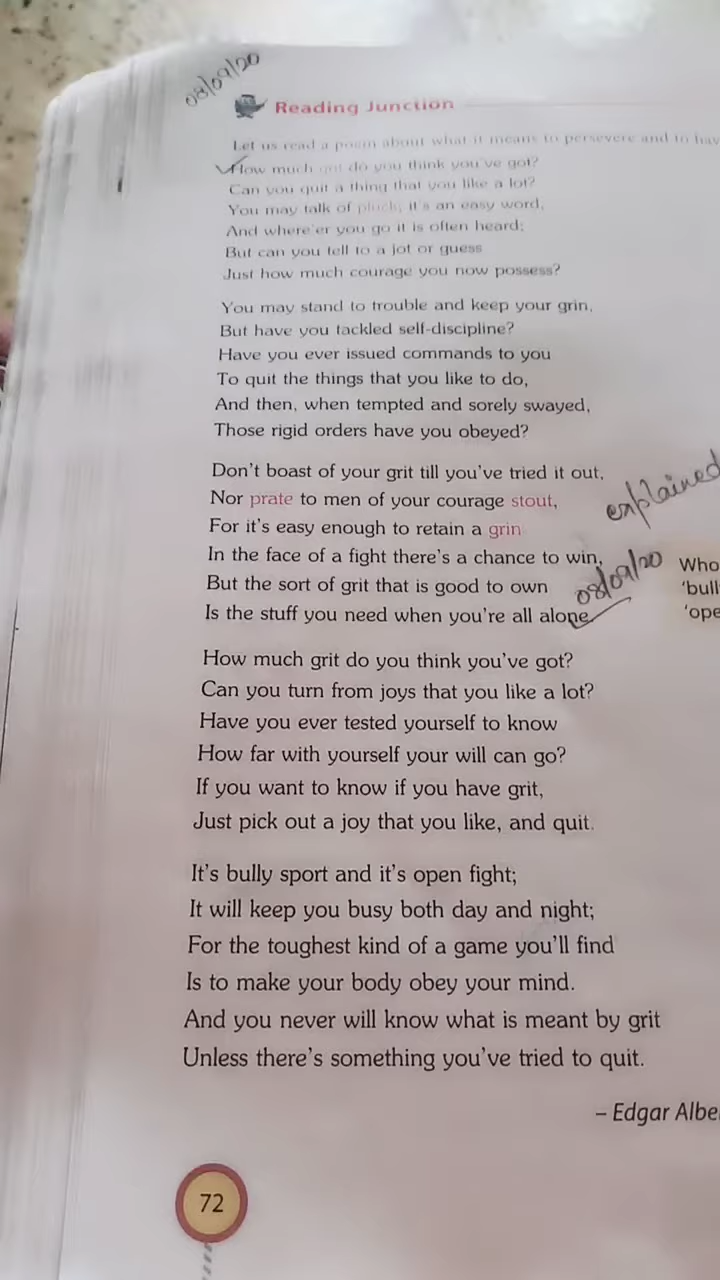 08/09/20
Reading Junction
Let us read a poem about what it means to persevere and to hav
How much grit do you think you've got?
Can you quit a thing that you like a lot?
You may talk of pluck; it's an easy word,
And where'er you go it is often heard;
But can you tell to a jot or guess
Just how much courage you now possess?
You may stand to trouble and keep your grin,
But have you tackled self-discipline?
Have you ever issued commands to you
To quit the things that you like to do,
And then, when tempted and sorely swayed,
Those rigid orders have you obeyed?
Don't boast of your grit till you've tried it out,
Nor prate to men of your courage stout,
For it's easy enough to retain a grin
In the face of a fight there's a chance to win,
But the sort of grit that is good to own
Is the stuff you need when you're all alone.
explained
08/09/20
Who
'bull
'ope
How much grit do you think you've got?
Can you turn from joys that you like a lot?
Have you ever tested yourself to know
How far with yourself your will can go?
If you want to know if you have grit,
Just pick out a joy that you like, and quit.
It's bully sport and it's open fight;
It will keep you busy both day and night;
For the toughest kind of a game you'll find
Is to make your body obey your mind.
And you never will know what is meant by grit
Unless there's something you've tried to quit.
– Edgar Albe
72